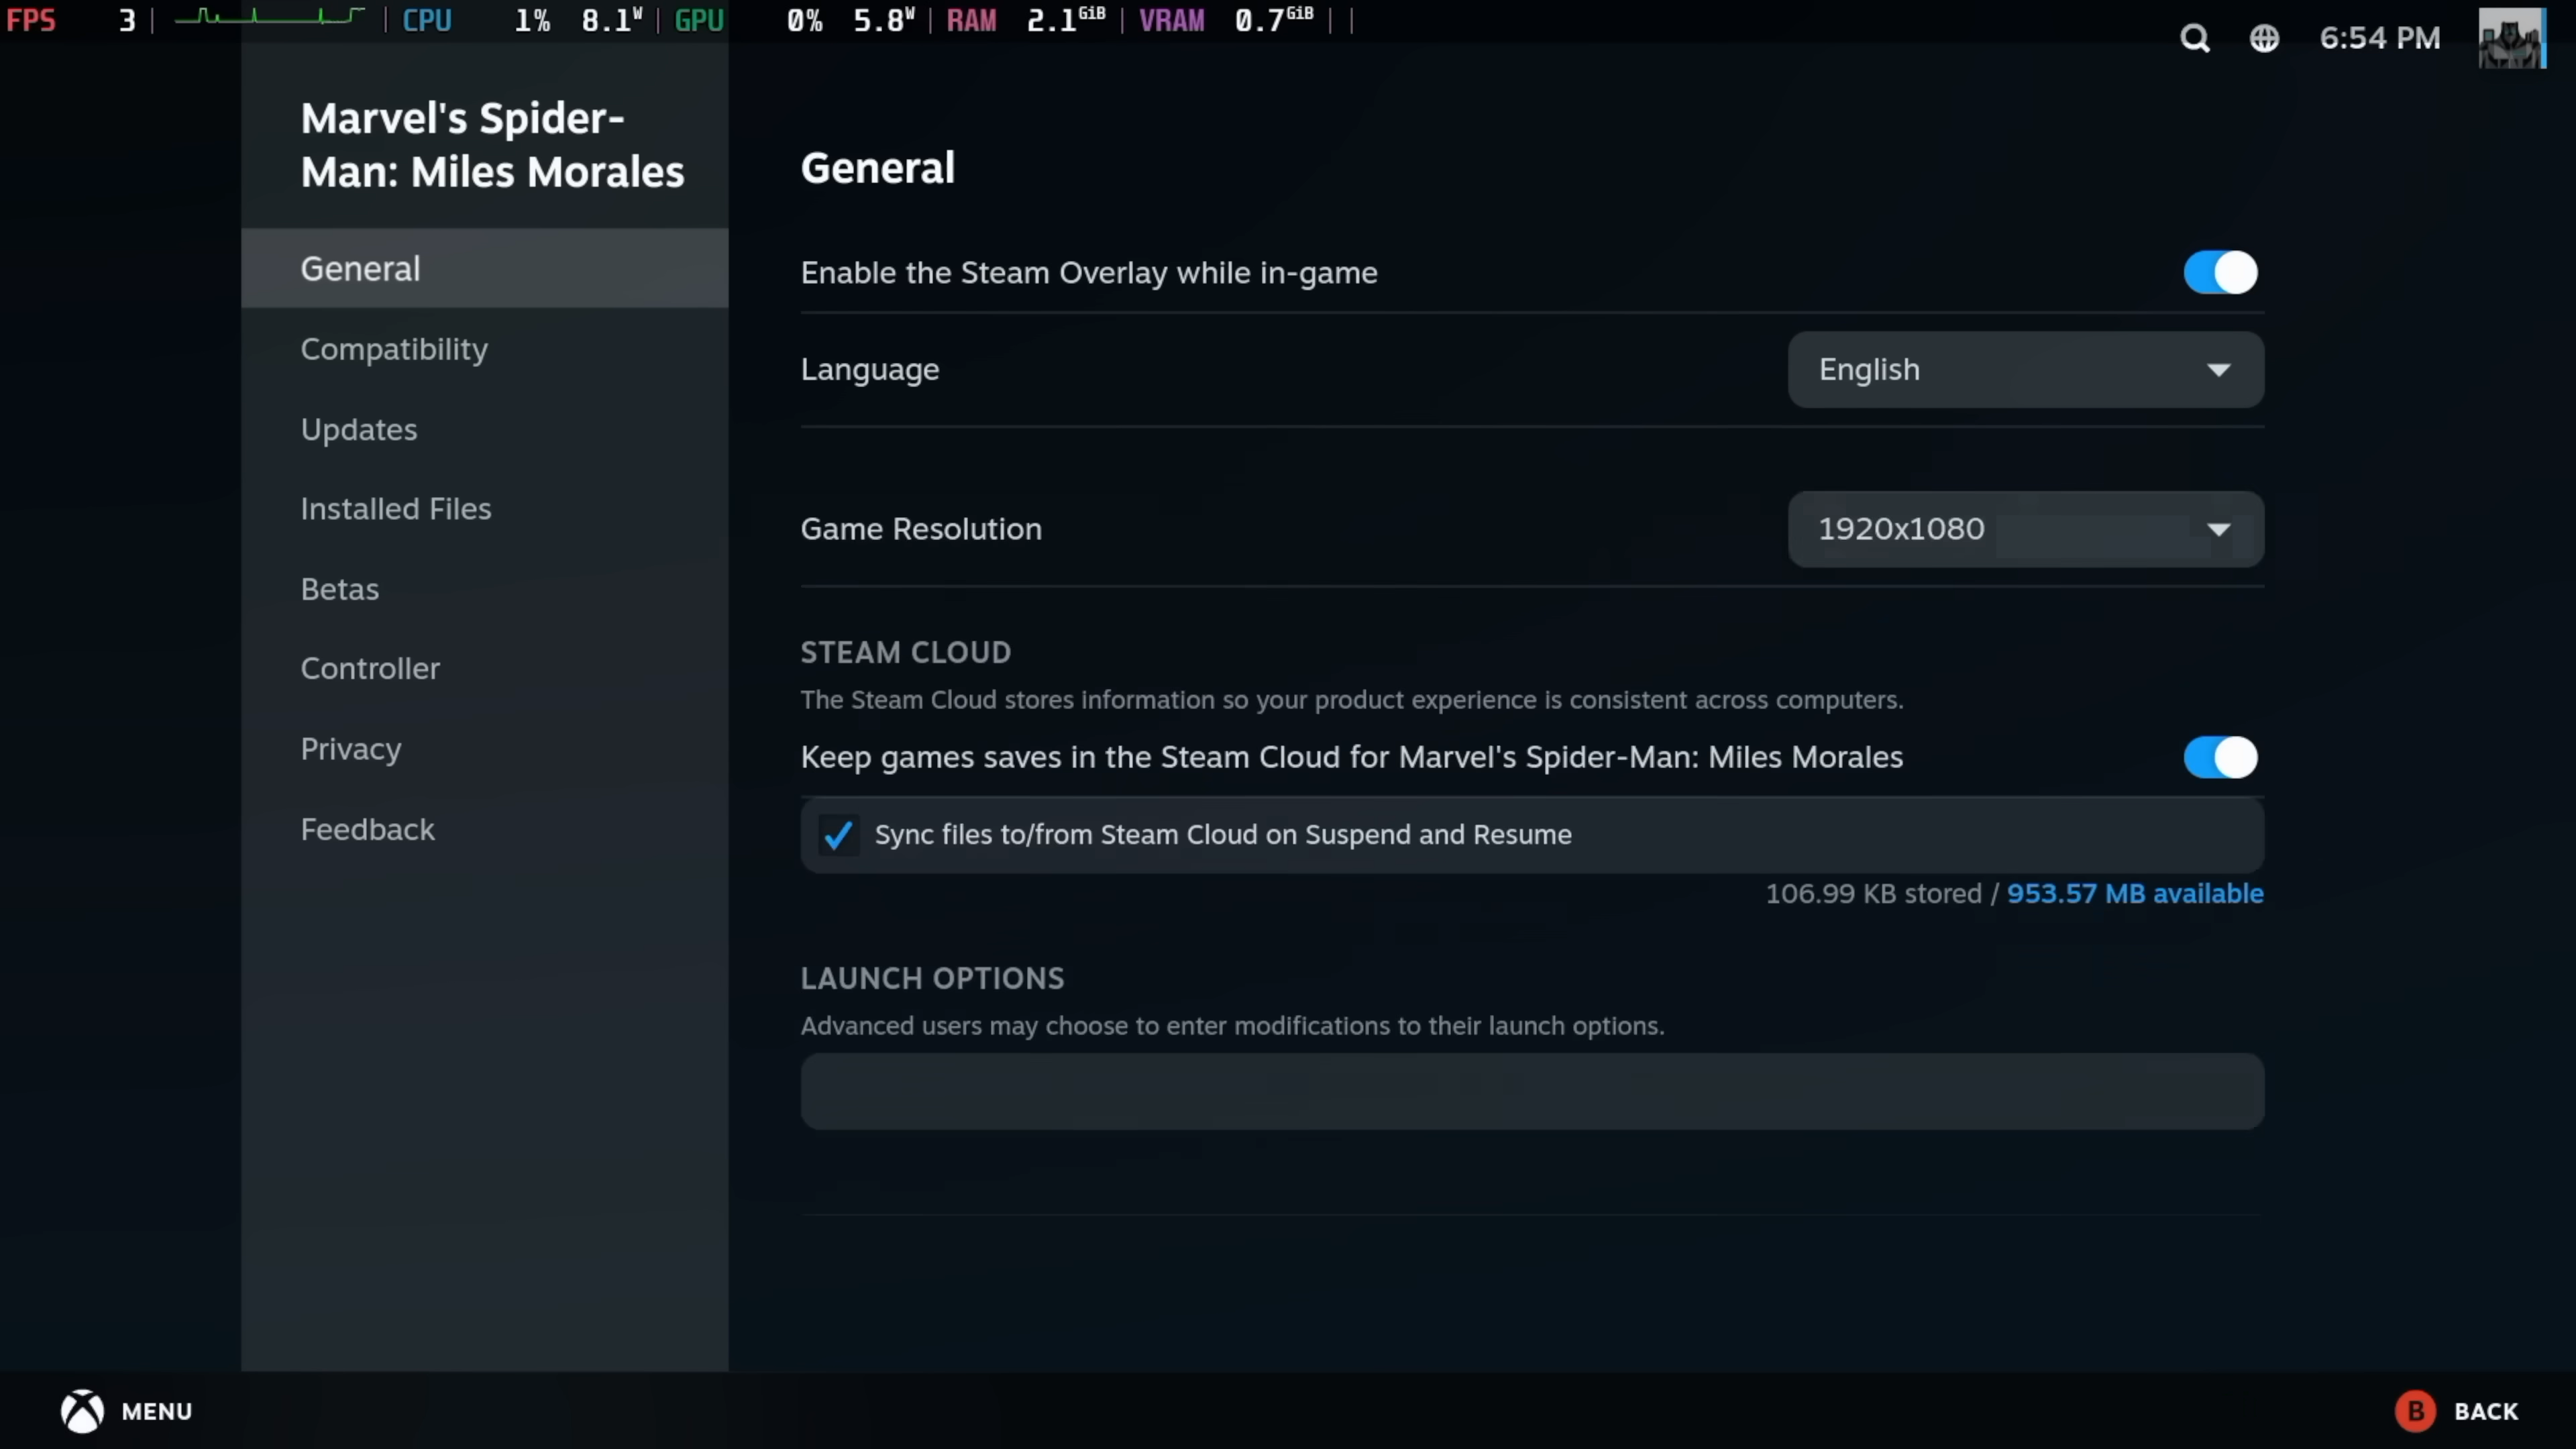 FPS 3 | CPU 1% 8.1W | GPU 0% 5.8W | RAM 2.1GiB | VRAM 0.7GiB | |
6:54 PM
Marvel's Spider-
Man: Miles Morales
General
Compatibility
Updates
Installed Files
Betas
Controller
Privacy
Feedback
General
Enable the Steam Overlay while in-game
Language
English
Game Resolution
1920x1080
STEAM CLOUD
The Steam Cloud stores information so your product experience is consistent across computers.
Keep games saves in the Steam Cloud for Marvel's Spider-Man: Miles Morales
Sync files to/from Steam Cloud on Suspend and Resume
106.99 KB stored / 953.57 MB available
LAUNCH OPTIONS
Advanced users may choose to enter modifications to their launch options.
MENU
B BACK